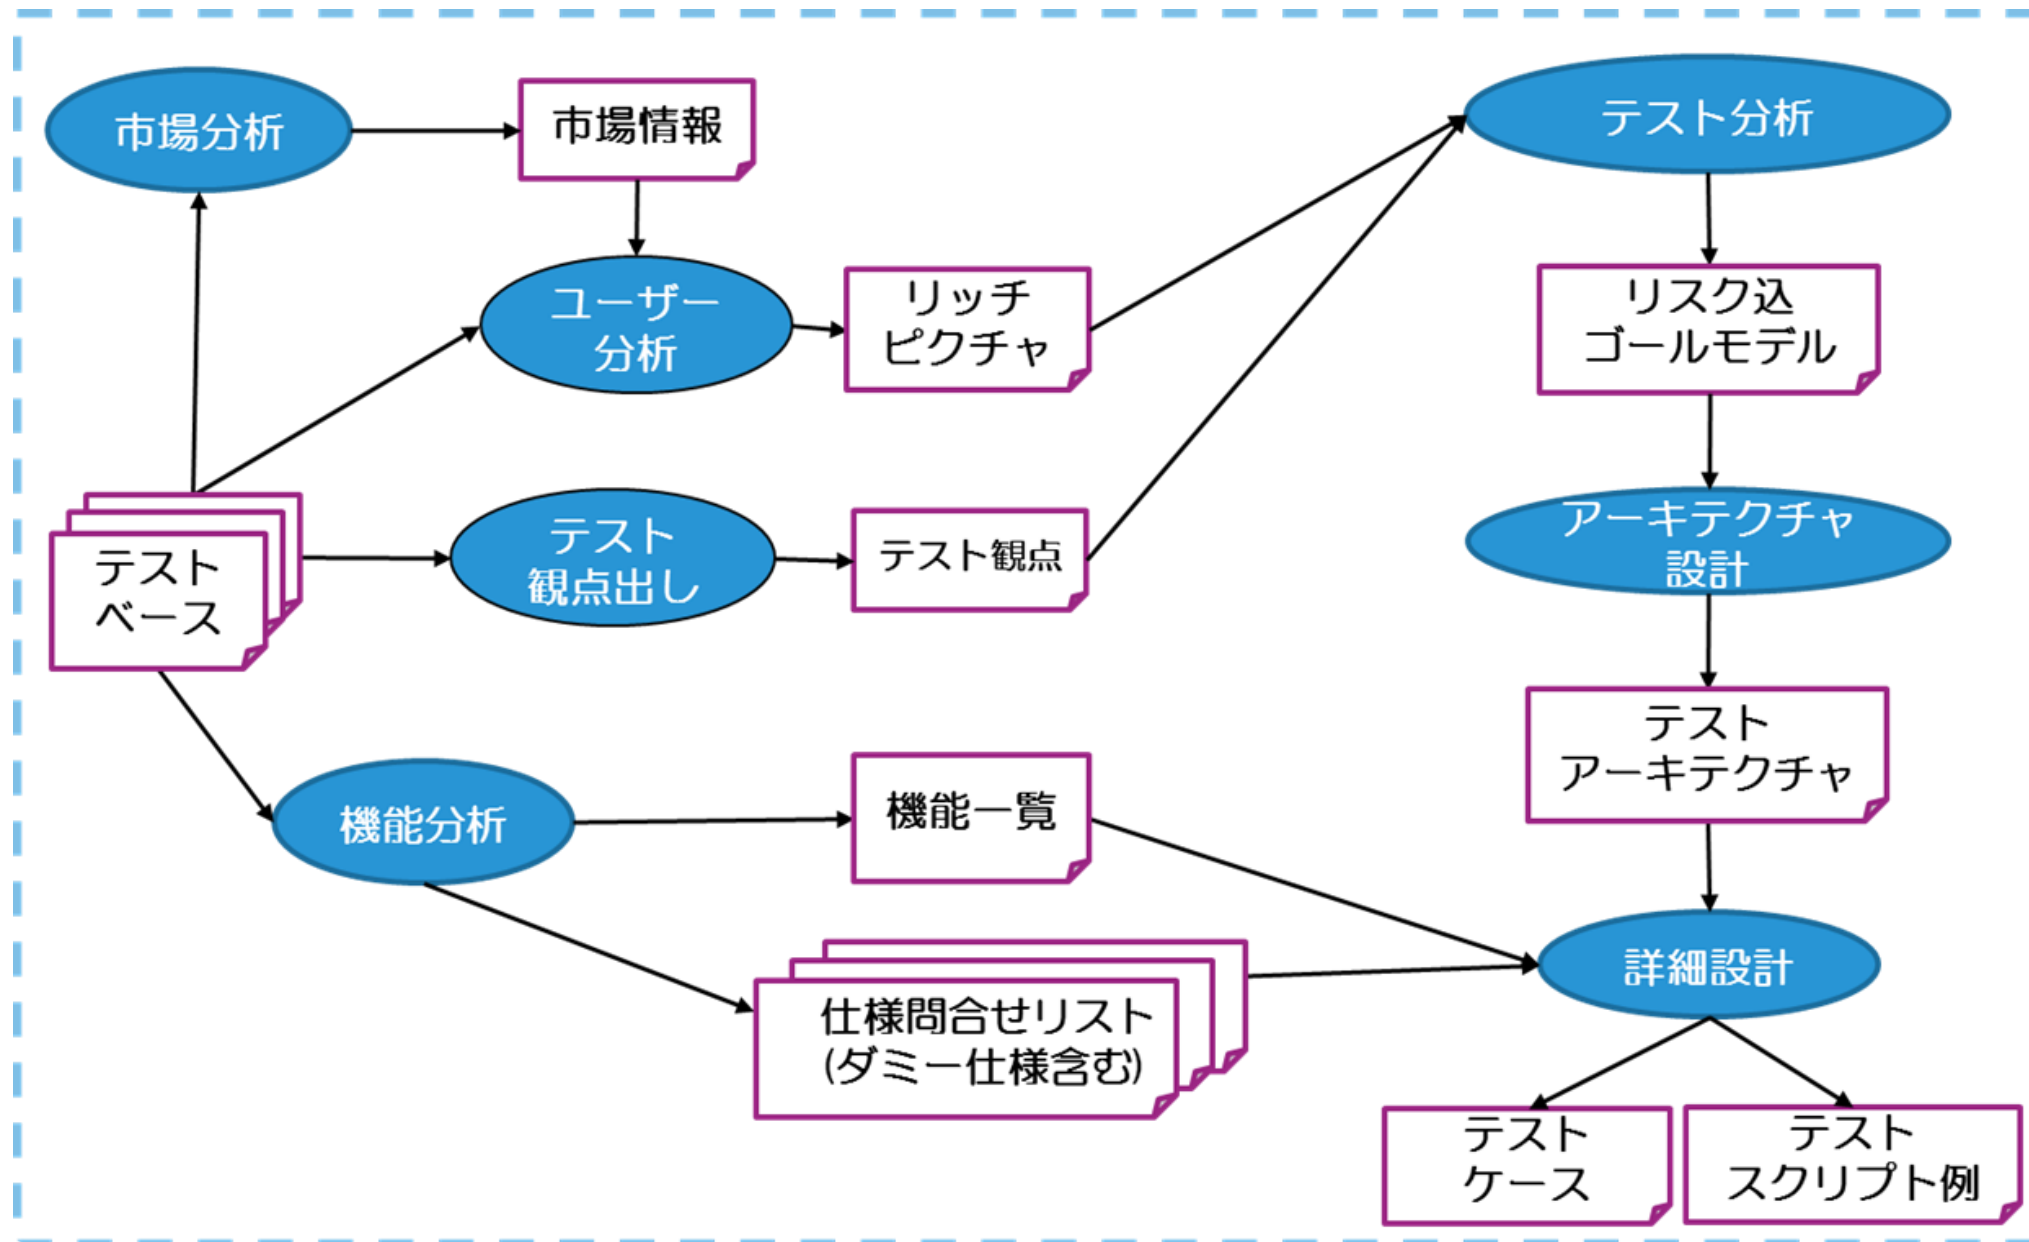 市場分析
市場情報
テスト分析
ユーザー
分析
リッチ
ピクチャ
リスク込
ゴールモデル
テスト
ベース
テスト
観点出し
テスト観点
アーキテクチャ
設計
テスト
アーキテクチャ
機能分析
機能一覧
仕様問合せリスト
(ダミー仕様含む)
詳細設計
テスト
ケース
テスト
スクリプト例